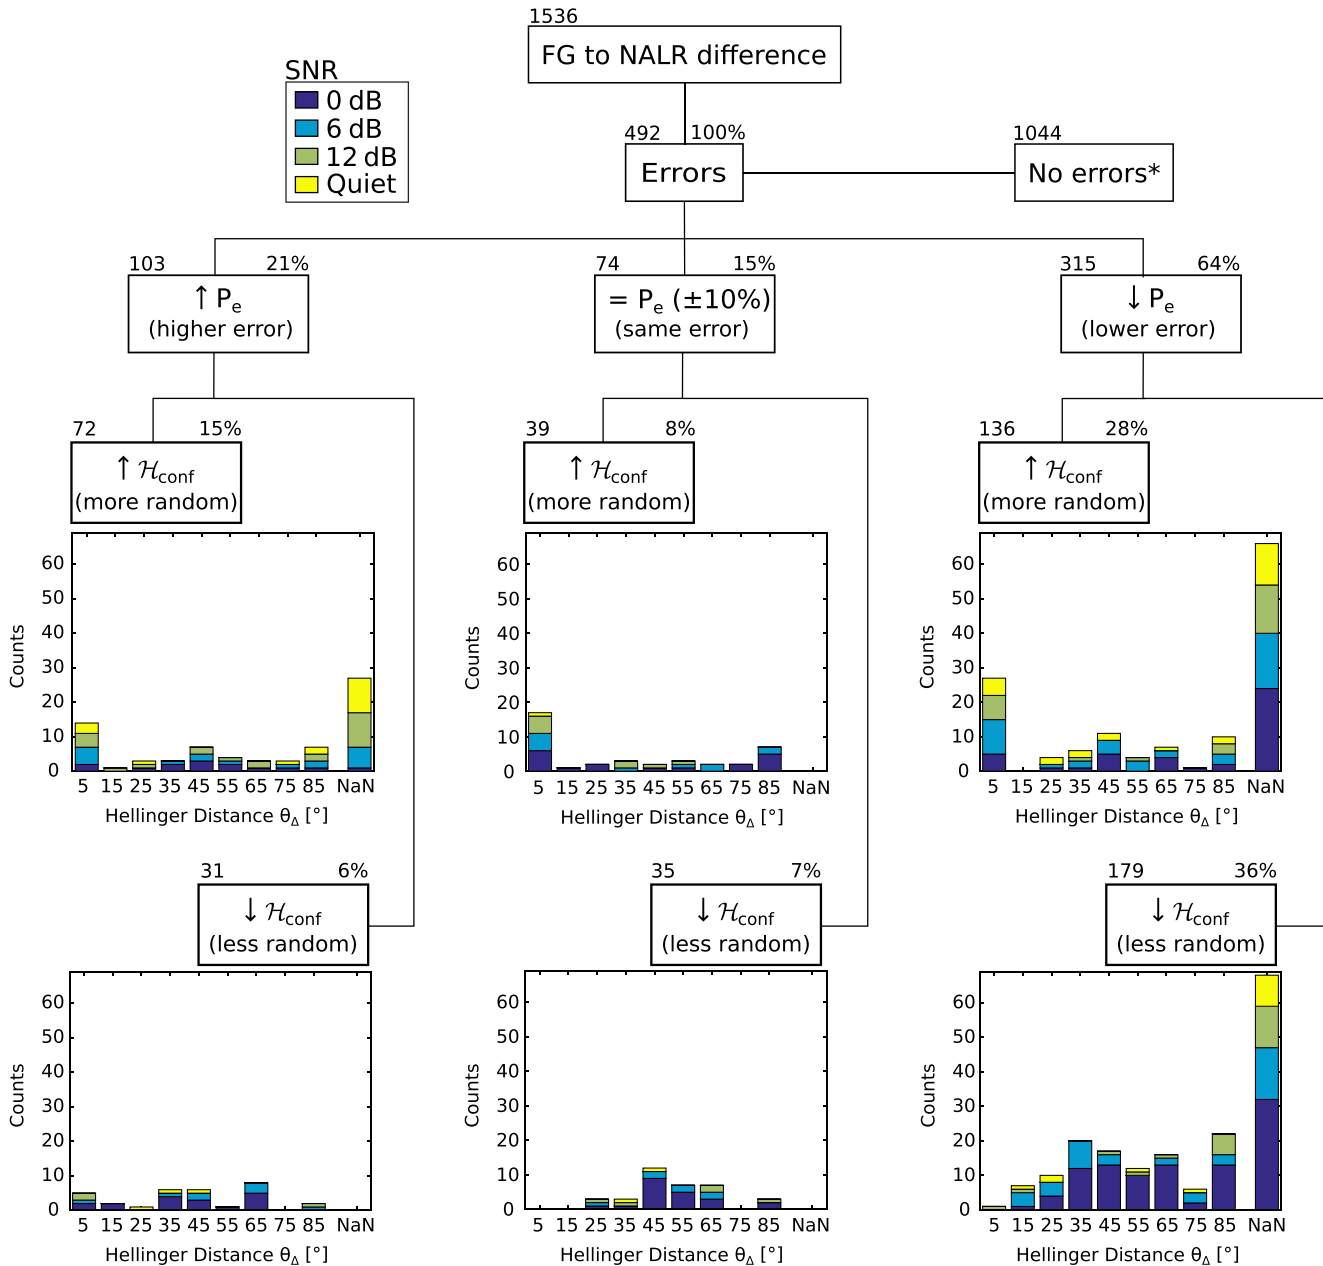 1536
FG to NALR difference
SNR
0 dB
6 dB
12 dB
Quiet
492 100%
Errors
1044
No errors*
103 21%
↑ Pe
(higher error)
74 15%
= Pe (±10%)
(same error)
315 64%
↓ Pe
(lower error)
72 15%
↑ ℋconf
(more random)
39 8%
↑ ℋconf
(more random)
136 28%
↑ ℋconf
(more random)
60
50
40
30
20
10
0
Counts
5 15 25 35 45 55 65 75 85 NaN
Hellinger Distance θΔ [°]
60
50
40
30
20
10
0
Counts
5 15 25 35 45 55 65 75 85 NaN
Hellinger Distance θΔ [°]
60
50
40
30
20
10
0
Counts
5 15 25 35 45 55 65 75 85 NaN
Hellinger Distance θΔ [°]
31 6%
↓ ℋconf
(less random)
35 7%
↓ ℋconf
(less random)
179 36%
↓ ℋconf
(less random)
60
50
40
30
20
10
0
Counts
5 15 25 35 45 55 65 75 85 NaN
Hellinger Distance θΔ [°]
60
50
40
30
20
10
0
Counts
5 15 25 35 45 55 65 75 85 NaN
Hellinger Distance θΔ [°]
60
50
40
30
20
10
0
Counts
5 15 25 35 45 55 65 75 85 NaN
Hellinger Distance θΔ [°]